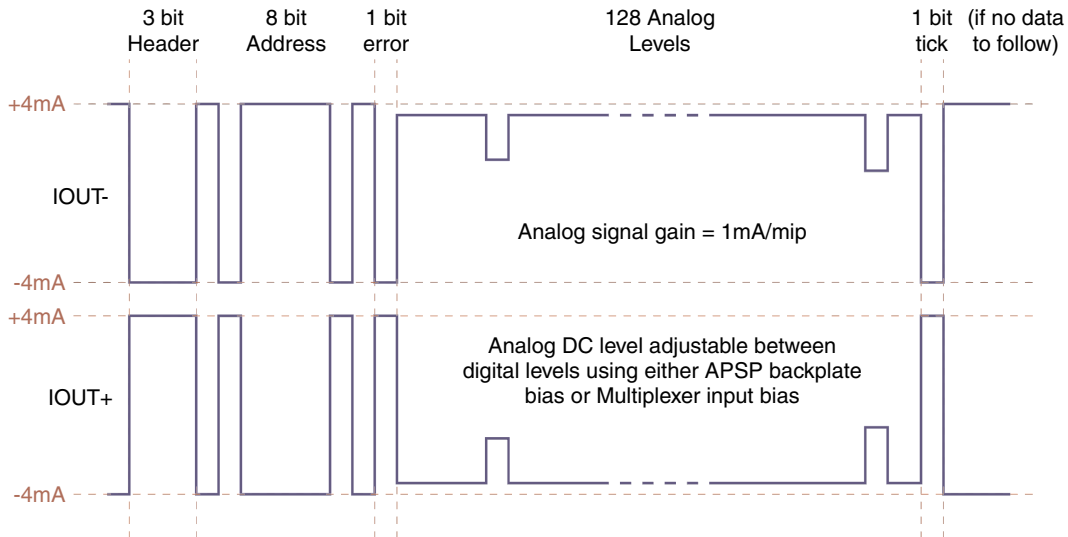 3 bit
Header
8 bit
Address
1 bit
error
128 Analog
Levels
1 bit
tick
(if no data
to follow)
+4mA
IOUT-
Analog signal gain = 1mA/mip
-4mA
+4mA
Analog DC level adjustable between
digital levels using either APSP backplate
bias or Multiplexer input bias
IOUT+
-4mA